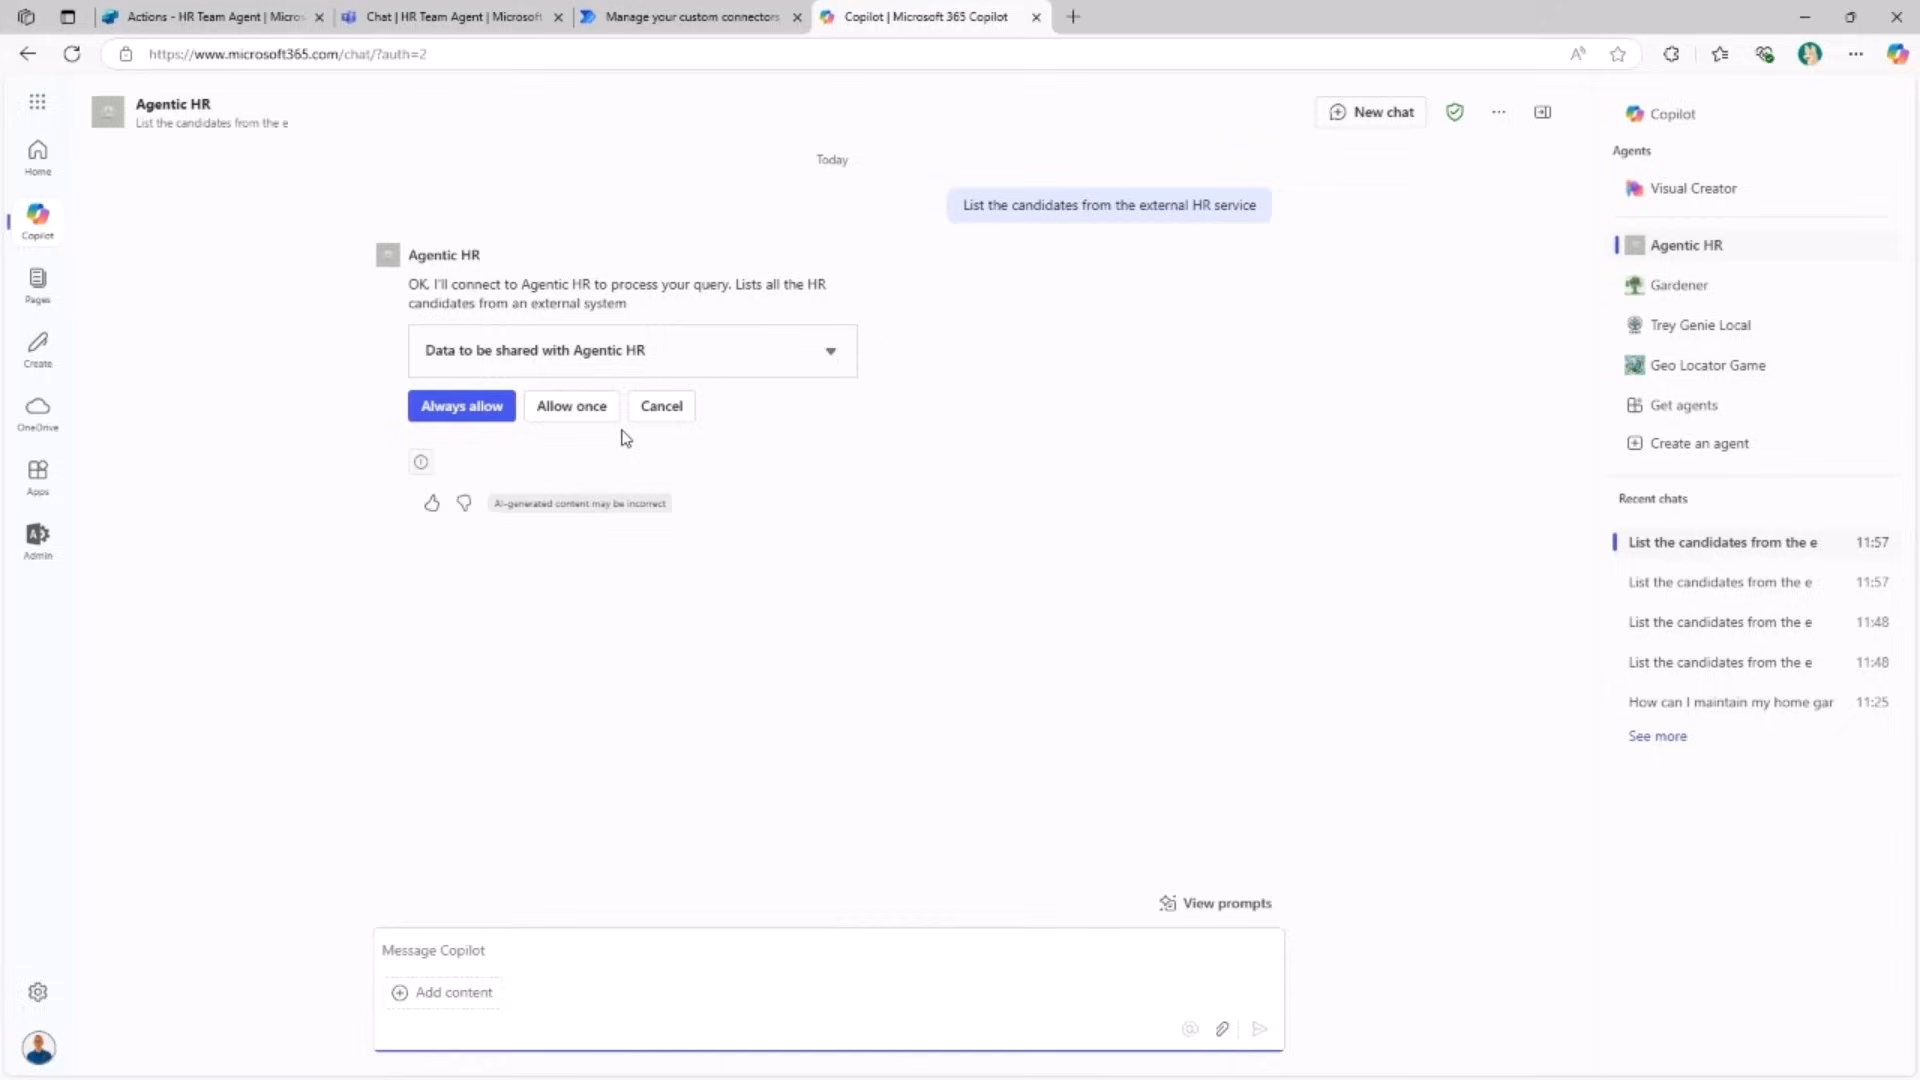 Actions - HR Team Agent | Micros
Chat | HR Team Agent | Microsoft
Manage your custom connectors
Copilot | Microsoft 365 Copilot
https://www.microsoft365.com/chat/?auth=2
Agentic HR
List the candidates from the e
New chat
Today
List the candidates from the external HR service
Agentic HR
OK, I'll connect to Agentic HR to process your query. Lists all the HR
candidates from an external system
Data to be shared with Agentic HR
Always allow
Allow once
Cancel
AI-generated content may be incorrect
View prompts
Message Copilot
Add content
Home
Copilot
Pages
Create
OneDrive
Apps
Admin
Copilot
Agents
Visual Creator
Agentic HR
Gardener
Trey Genie Local
Geo Locator Game
Get agents
Create an agent
Recent chats
List the candidates from the e 11:57
List the candidates from the e 11:57
List the candidates from the e 11:48
List the candidates from the e 11:48
How can I maintain my home gar 11:25
See more